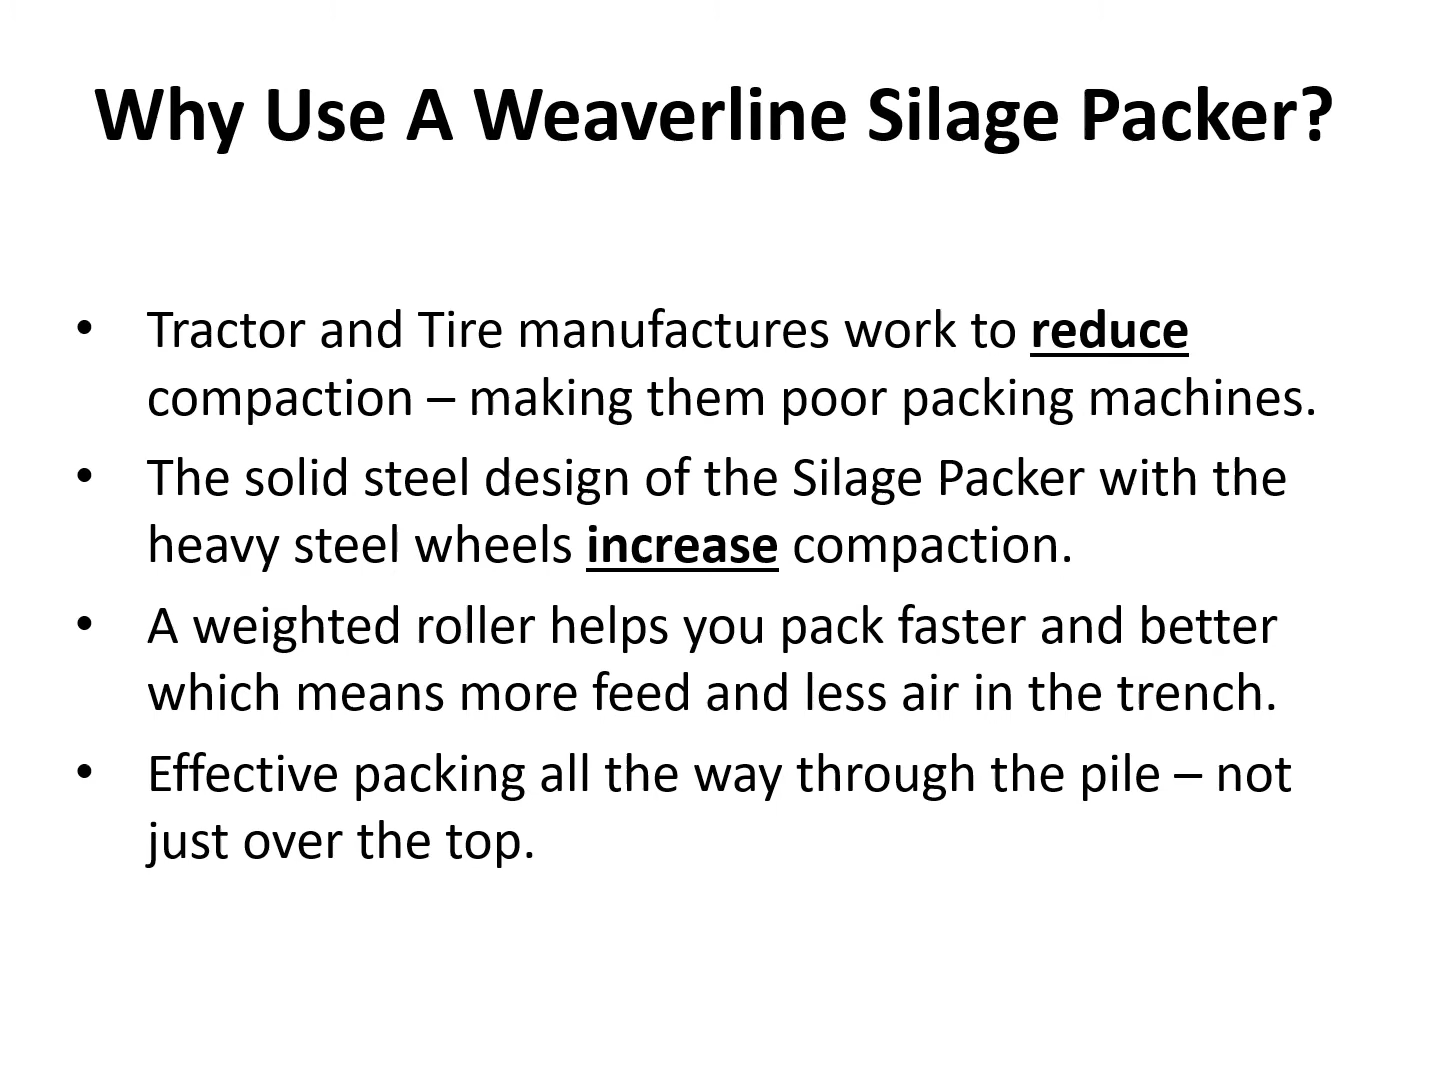 Why Use A Weaverline Silage Packer?
• Tractor and Tire manufactures work to reduce
compaction – making them poor packing machines.
• The solid steel design of the Silage Packer with the
heavy steel wheels increase compaction.
• A weighted roller helps you pack faster and better
which means more feed and less air in the trench.
• Effective packing all the way through the pile – not
just over the top.